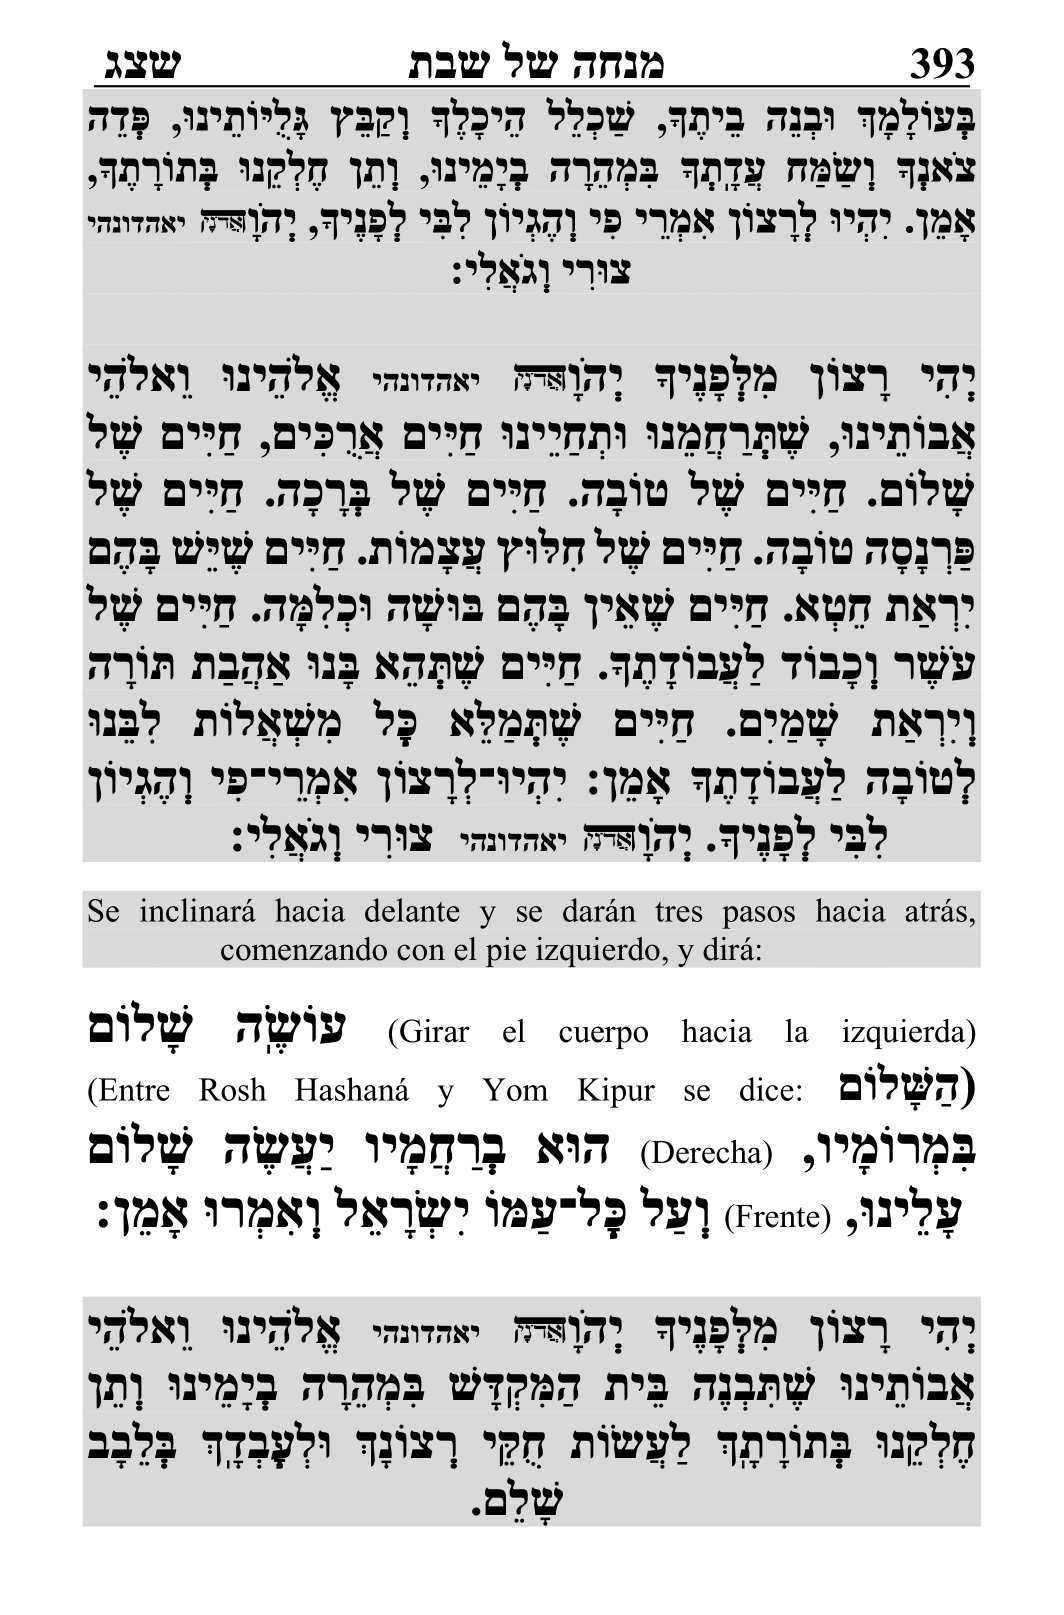 393 מנחה של שבת שצג
בְּעוֹלָמָךְ וּבְנֵה בֵיתֶךָ, שַׁכְלֵל הֵיכָלֶךָ וְקַבֵּץ גָּלֻיּוֹתֵינוּ, פְּדֵה
צֹאנְךָ וְשַׂמַּח עֲדָתְךָ בִּמְהֵרָה בְיָמֵינוּ, וְתֵן חֶלְקֵנוּ בְּתוֹרָתֶךָ,
אָמֵן. יִהְיוּ לְרָצוֹן אִמְרֵי פִי וְהֶגְיוֹן לִבִּי לְפָנֶיךָ, יְהֹוָאֲדֹנָיה יאהדונהי
צוּרִי וְגֹאֲלִי:
יְהִי רָצוֹן מִלְּפָנֶיךָ יְהֹוָאֲדֹנָיה יאהדונהי אֱלֹהֵינוּ וֵאלֹהֵי
אֲבוֹתֵינוּ, שֶׁתְּרַחֲמֵנוּ וּתְחַיֵינוּ חַיִּים אֲרֻכִּים, חַיִּים שֶׁל
שָׁלוֹם. חַיִּים שֶׁל טוֹבָה. חַיִּים שֶׁל בְּרָכָה. חַיִּים שֶׁל
פַּרְנָסָה טוֹבָה. חַיִּים שֶׁל חִלּוּץ עֲצָמוֹת. חַיִּים שֶׁיֵּשׁ בָּהֶם
יִרְאַת חֵטְא. חַיִּים שֶׁאֵין בָּהֶם בּוּשָׁה וּכְלִמָּה. חַיִּים שֶׁל
עֹשֶׁר וְכָבוֹד לַעֲבוֹדָתֶךָ. חַיִּים שֶׁתְּהֵא בָּנוּ אַהֲבַת תּוֹרָה
וְיִרְאַת שָׁמַיִם. חַיִּים שֶׁתְּמַלֵּא כָּל מִשְׁאֲלוֹת לִבֵּנוּ
לְטוֹבָה לַעֲבוֹדָתֶךָ אָמֵן: יִהְיוּ־לְרָצוֹן אִמְרֵי־פִי וְהֶגְיוֹן
לִבִּי לְפָנֶיךָ. יְהֹוָאֲדֹנָיה יאהדונהי צוּרִי וְגֹאֲלִי:
Se inclinará hacia delante y se darán tres pasos hacia atrás,
comenzando con el pie izquierdo, y dirá:
(Girar el cuerpo hacia la izquierda) עוֹשֶׂה שָׁלוֹם
(הַשָּׁלוֹם (Entre Rosh Hashaná y Yom Kipur se dice:
בִּמְרוֹמָיו, (Derecha) הוּא בְרַחֲמָיו יַעֲשֶׂה שָׁלוֹם
עָלֵינוּ, (Frente) וְעַל כָּל־עַמּוֹ יִשְׂרָאֵל וְאִמְרוּ אָמֵן:
יְהִי רָצוֹן מִלְּפָנֶיךָ יְהֹוָאֲדֹנָיה יאהדונהי אֱלֹהֵינוּ וֵאלֹהֵי
אֲבוֹתֵינוּ שֶׁתִּבְנֶה בֵּית הַמִּקְדָּשׁ בִּמְהֵרָה בְיָמֵינוּ וְתֵן
חֶלְקֵנוּ בְּתוֹרָתָךְ לַעֲשׂוֹת חֻקֵּי רְצוֹנָךְ וּלְעָבְדָךְ בְּלֵבָב
שָׁלֵם.